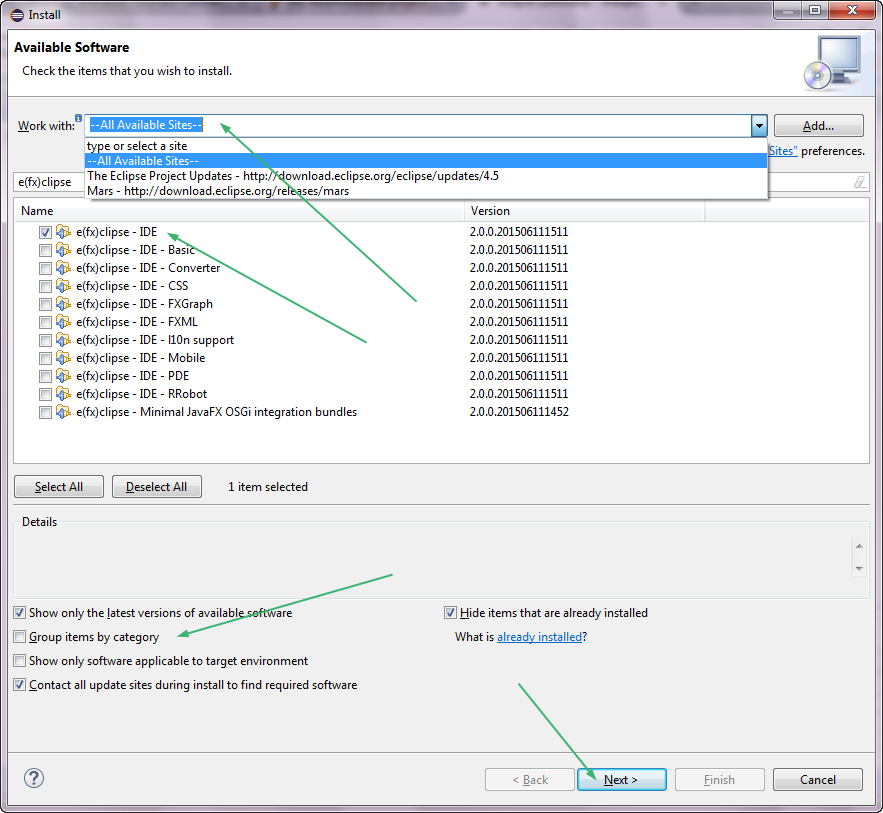 Install
Available Software
Check the items that you wish to install.
Work with: --All Available Sites-- Add...
type or select a site
--All Available Sites--
The Eclipse Project Updates - http://download.eclipse.org/eclipse/updates/4.5
Mars - http://download.eclipse.org/releases/mars
Sites" preferences.
e(fx)clipse
Name Version
e(fx)clipse - IDE 2.0.0.201506111511
e(fx)clipse - IDE - Basic 2.0.0.201506111511
e(fx)clipse - IDE - Converter 2.0.0.201506111511
e(fx)clipse - IDE - CSS 2.0.0.201506111511
e(fx)clipse - IDE - FXGraph 2.0.0.201506111511
e(fx)clipse - IDE - FXML 2.0.0.201506111511
e(fx)clipse - IDE - l10n support 2.0.0.201506111511
e(fx)clipse - IDE - Mobile 2.0.0.201506111511
e(fx)clipse - IDE - PDE 2.0.0.201506111511
e(fx)clipse - IDE - RRobot 2.0.0.201506111511
e(fx)clipse - Minimal JavaFX OSGi integration bundles 2.0.0.201506111452
Select All Deselect All 1 item selected
Details
Show only the latest versions of available software Hide items that are already installed
Group items by category What is already installed?
Show only software applicable to target environment
Contact all update sites during install to find required software
? < Back Next > Finish Cancel